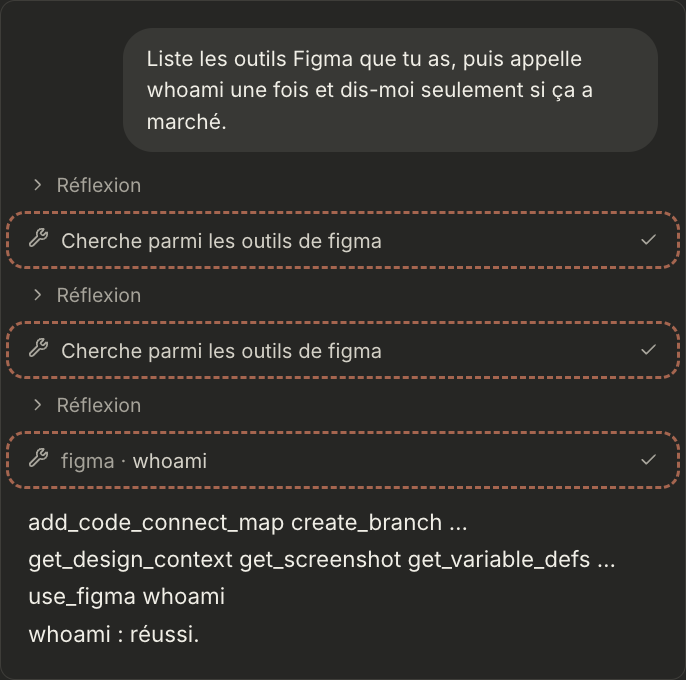 Liste les outils Figma que tu as, puis appelle
whoami une fois et dis-moi seulement si ça a
marché.
Réflexion
Cherche parmi les outils de figma
Réflexion
Cherche parmi les outils de figma
Réflexion
figma · whoami
add_code_connect_map create_branch ...
get_design_context get_screenshot get_variable_defs ...
use_figma whoami
whoami : réussi.